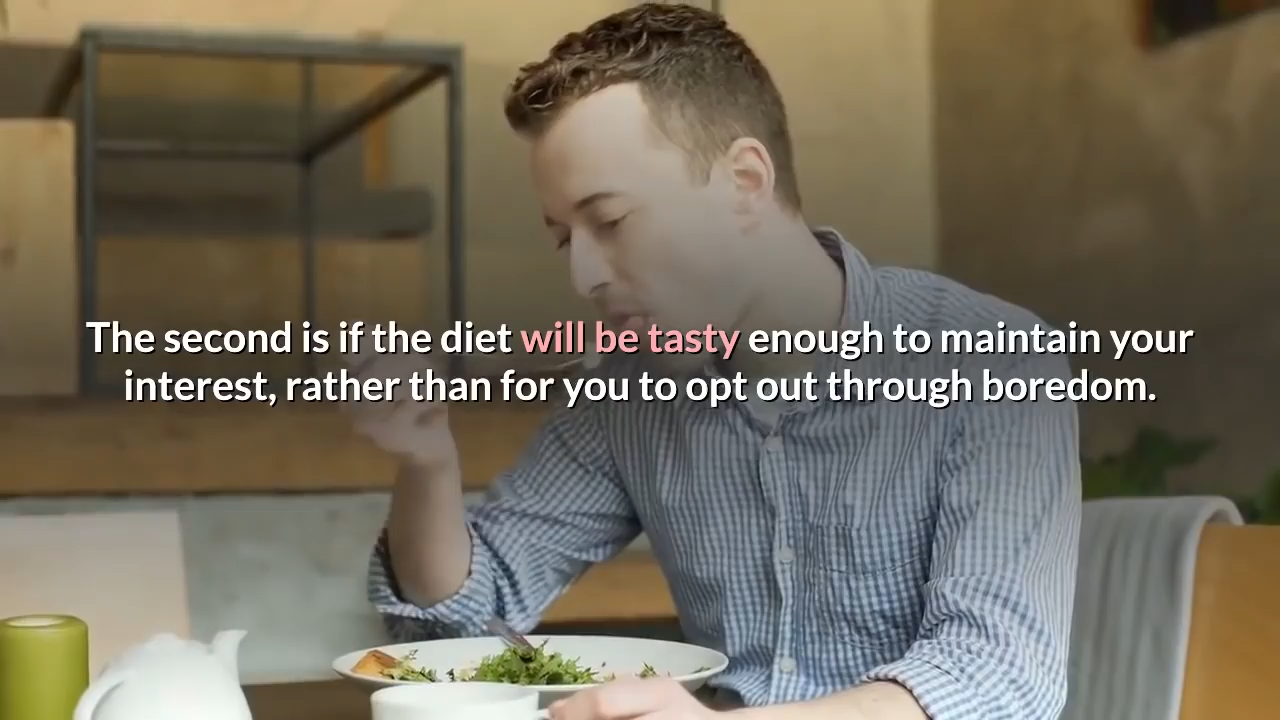 The second is if the diet will be tasty enough to maintain your
interest, rather than for you to opt out through boredom.